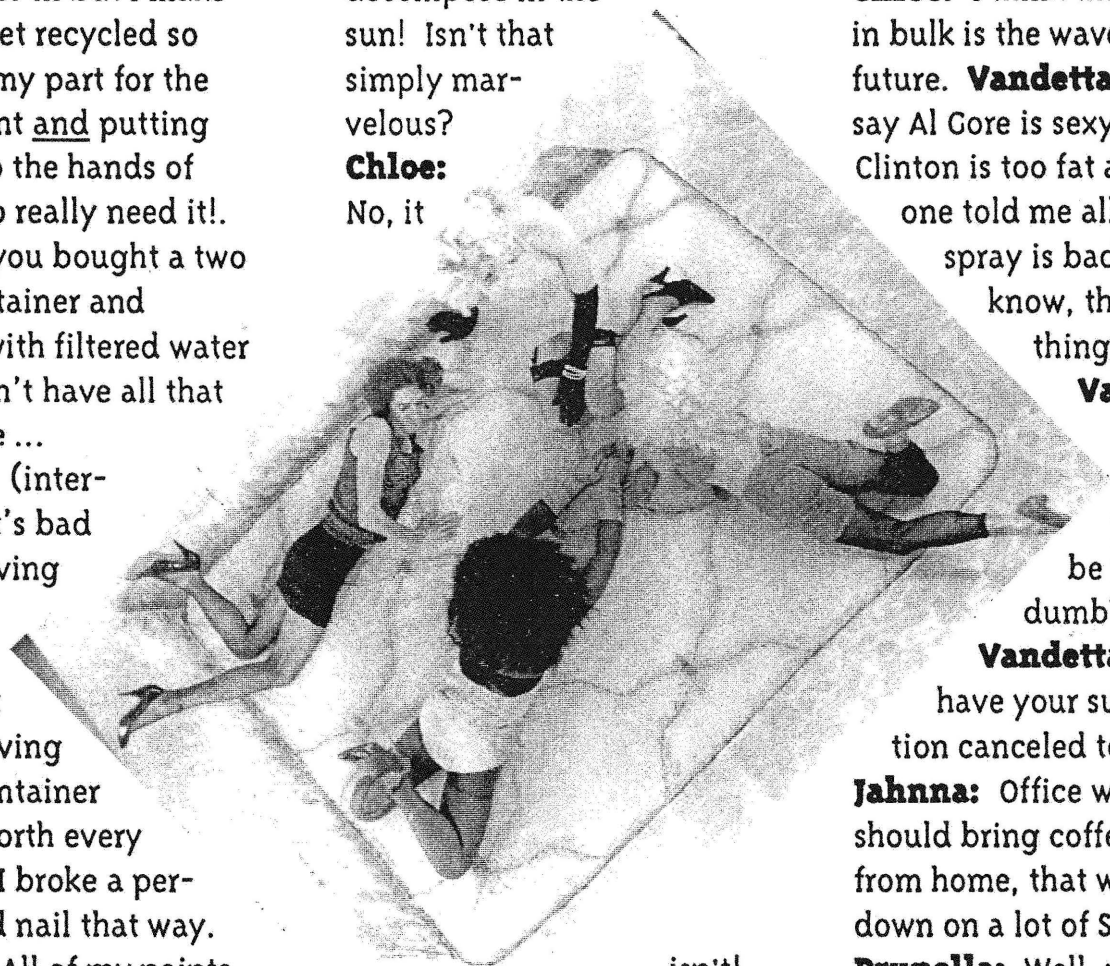 et recycled so
my part for the
nt and putting
the hands of
really need it!.
you bought a two
tainer and
with filtered water
n't have all that
e ...
(inter-
t's bad
ving
ving
ntainer
orth every
I broke a per-
nail that way.
All of my points
sun! Isn't that
simply mar-
velous?
Chloe:
No, it
isn't!
in bulk is the wave
future. Vandetta
say Al Gore is sexy
Clinton is too fat a
one told me all
spray is bad
know, th
thing
Va
be
dumb
Vandetta
have your su
tion canceled to
Jahnna: Office w
should bring coffe
from home, that w
down on a lot of S
Prunella: Well